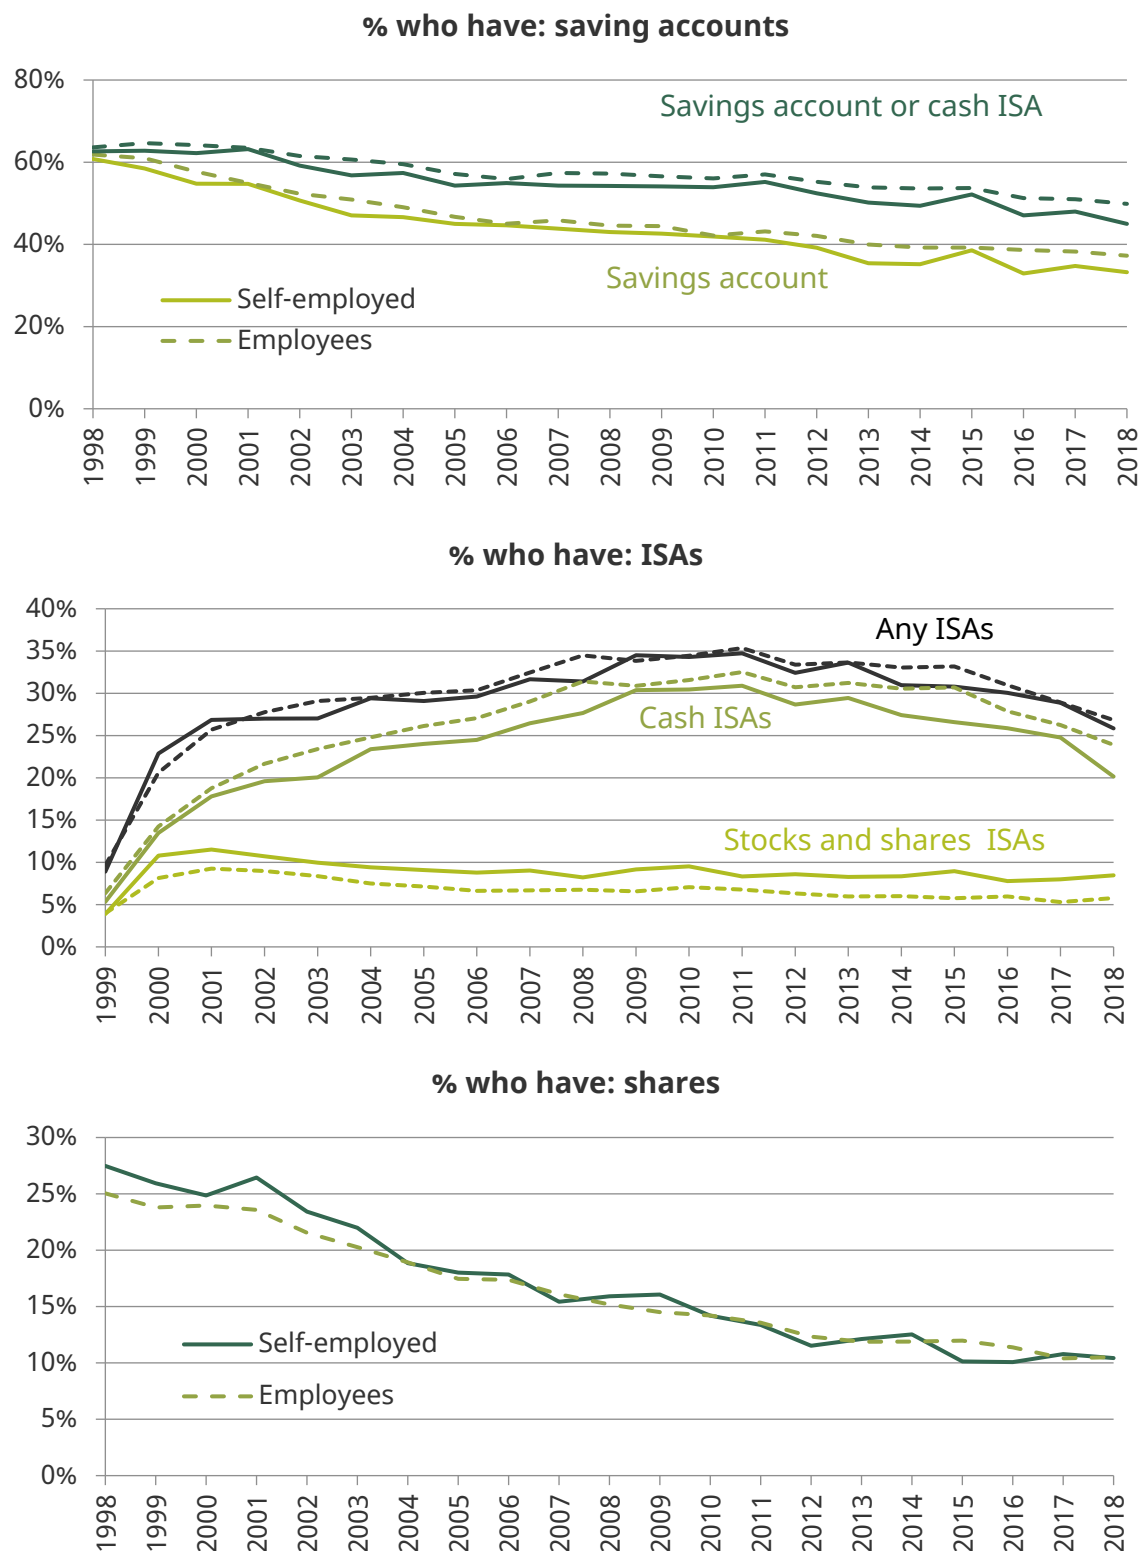 % who have: saving accounts
80%
60%
40%
20%
0%
Savings account or cash ISA
Savings account
Self-employed
Employees
1998 1999 2000 2001 2002 2003 2004 2005 2006 2007 2008 2009 2010 2011 2012 2013 2014 2015 2016 2017 2018
% who have: ISAs
40%
35%
30%
25%
20%
15%
10%
5%
0%
Any ISAs
Cash ISAs
Stocks and shares ISAs
1999 2000 2001 2002 2003 2004 2005 2006 2007 2008 2009 2010 2011 2012 2013 2014 2015 2016 2017 2018
% who have: shares
30%
25%
20%
15%
10%
5%
0%
Self-employed
Employees
1998 1999 2000 2001 2002 2003 2004 2005 2006 2007 2008 2009 2010 2011 2012 2013 2014 2015 2016 2017 2018